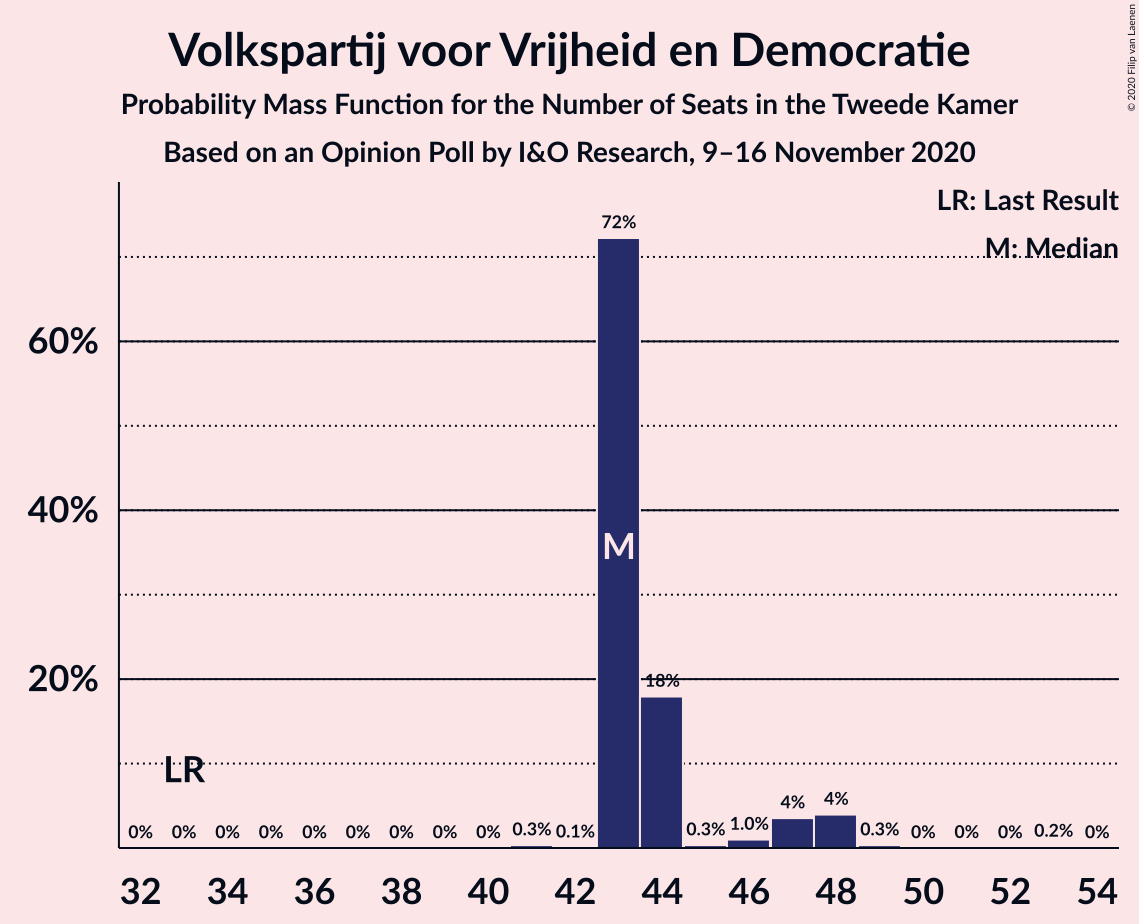 Volkspartij voor Vrijheid en Democratie
Probability Mass Function for the Number of Seats in the Tweede Kamer
Based on an Opinion Poll by I&O Research, 9–16 November 2020
© 2020 Filip van Laenen
LR: Last Result
M: Median
72%
60%
40%
M
20%
18%
LR
0% 0% 0% 0% 0% 0% 0% 0% 0% 0.3% 0.1% 0.3% 1.0% 4% 4% 0.3% 0% 0% 0% 0.2% 0%
32 34 36 38 40 42 44 46 48 50 52 54